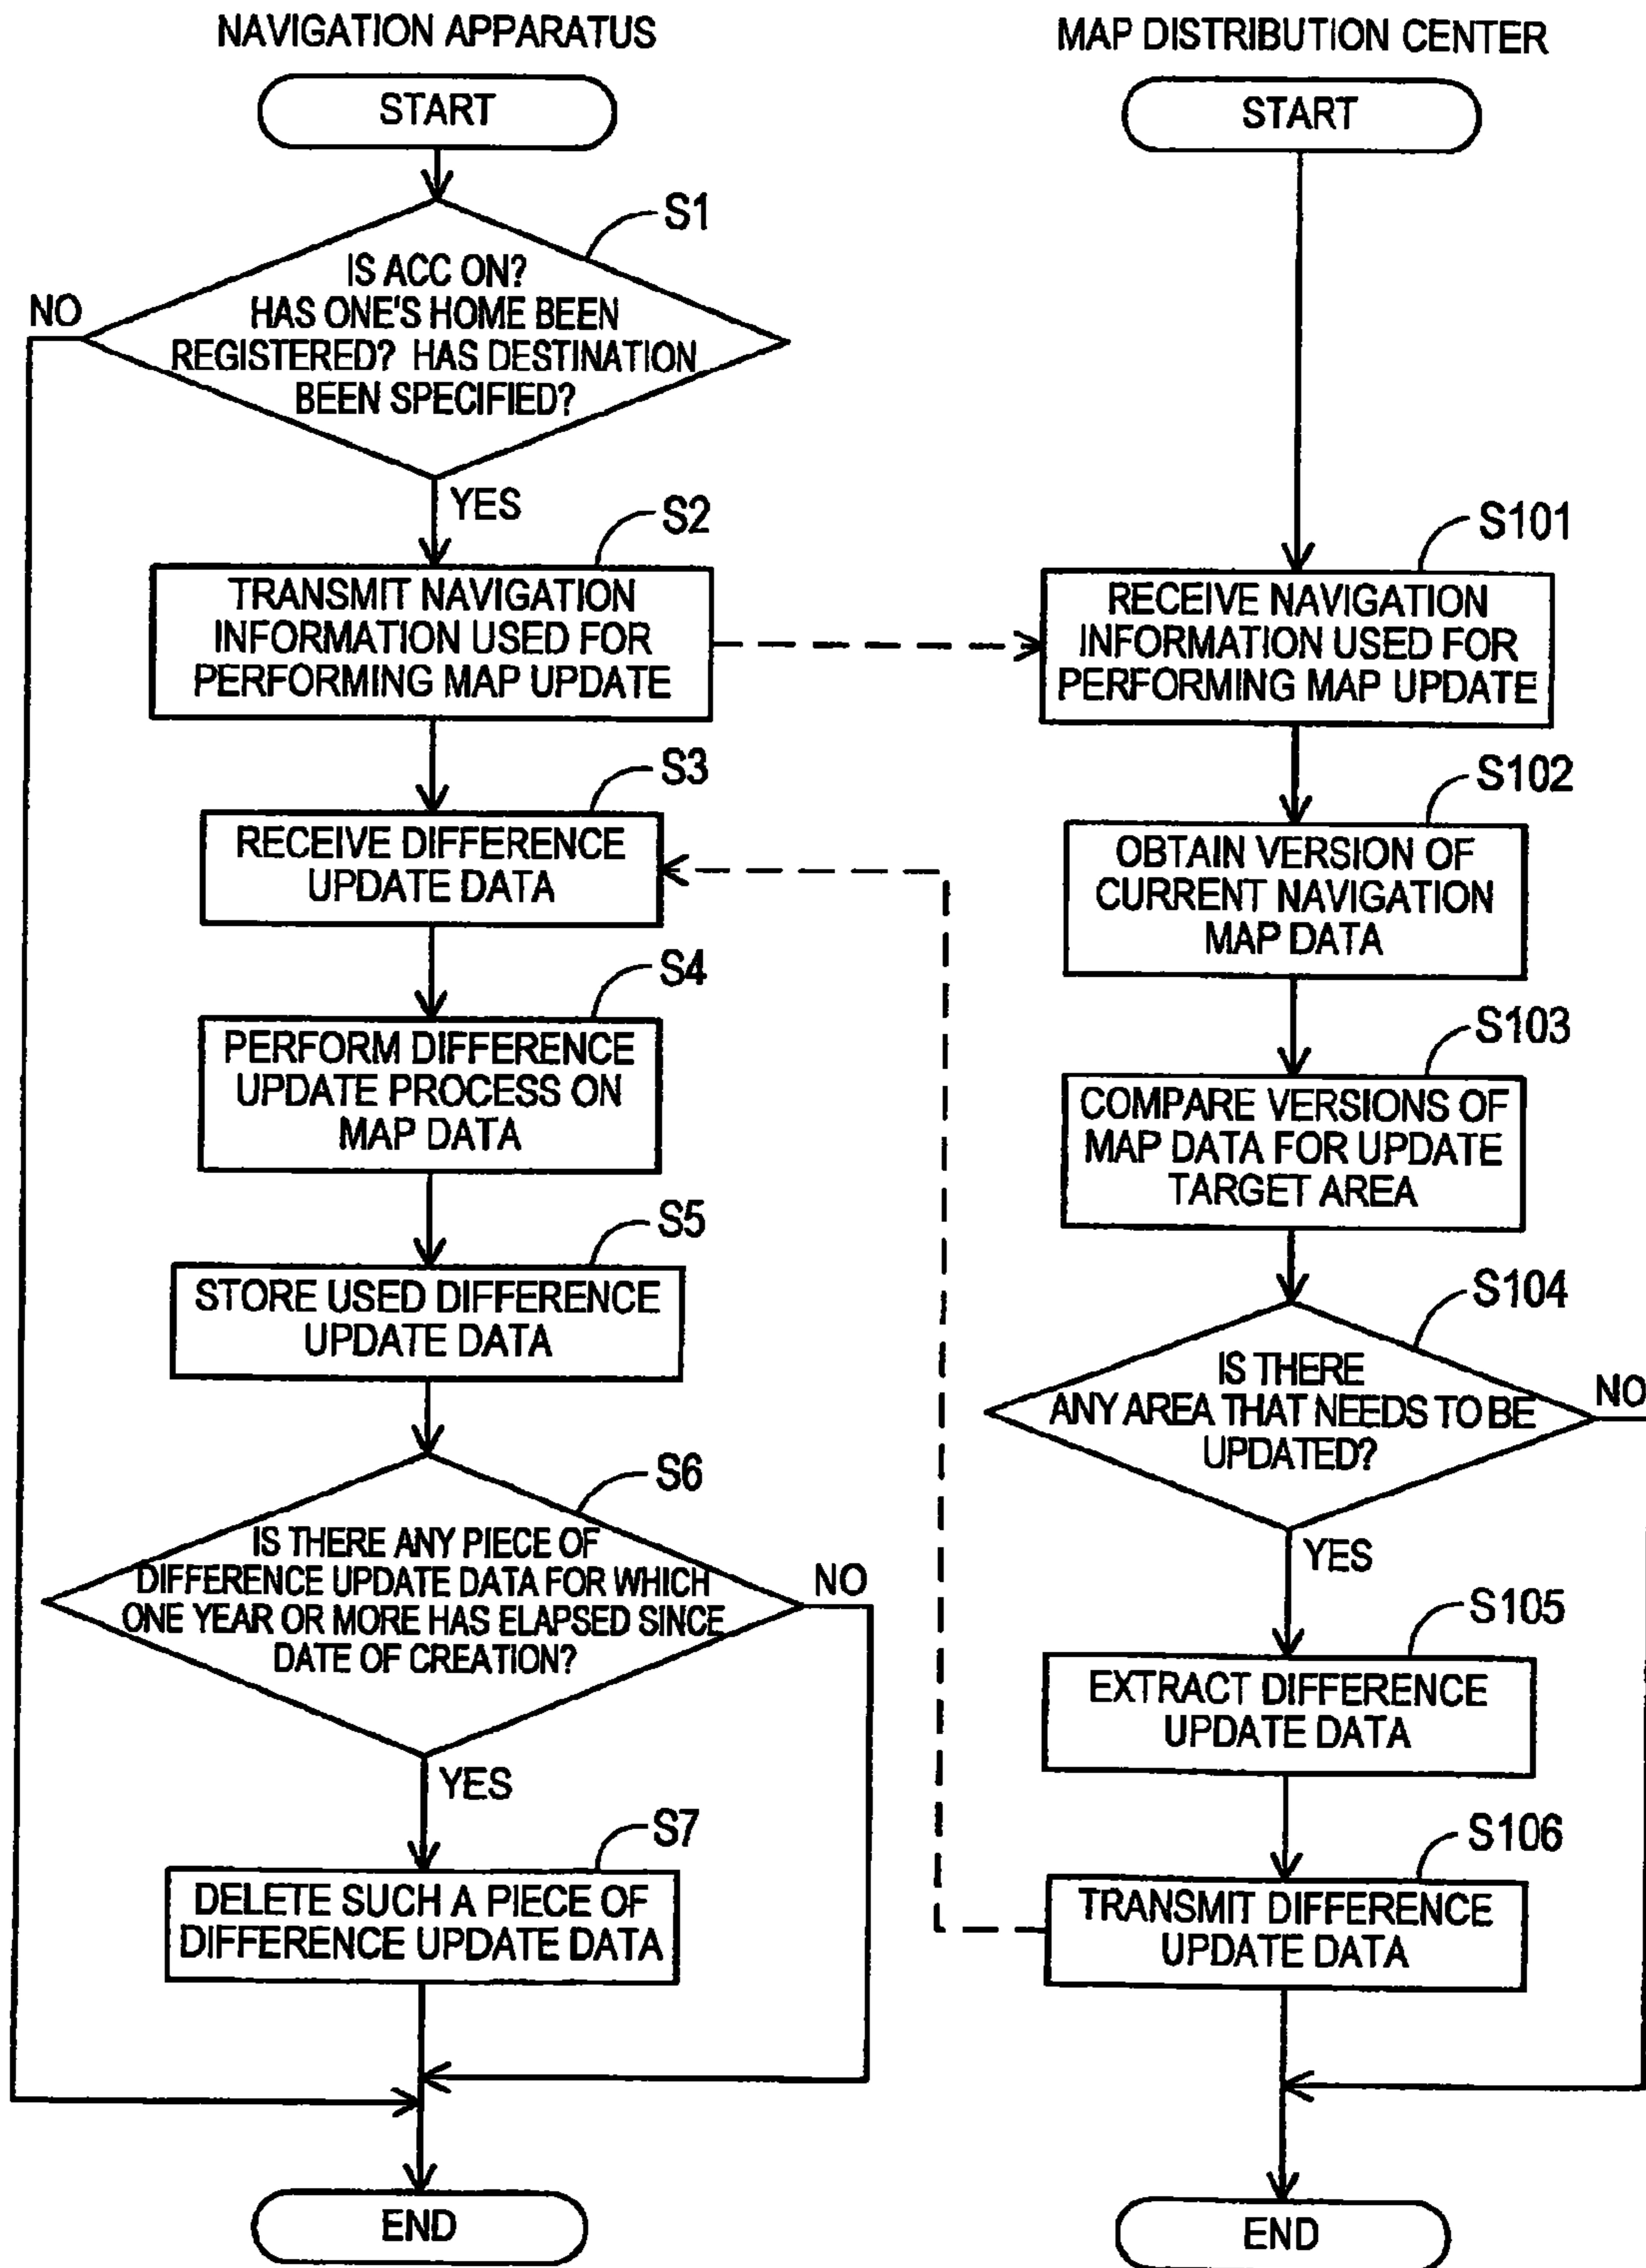 NAVIGATION APPARATUS
START
S1
IS ACC ON?
HAS ONE'S HOME BEEN
REGISTERED? HAS DESTINATION
BEEN SPECIFIED?
NO
YES
S2
TRANSMIT NAVIGATION
INFORMATION USED FOR
PERFORMING MAP UPDATE
S3
RECEIVE DIFFERENCE
UPDATE DATA
S4
PERFORM DIFFERENCE
UPDATE PROCESS ON
MAP DATA
S5
STORE USED DIFFERENCE
UPDATE DATA
S6
IS THERE ANY PIECE OF
DIFFERENCE UPDATE DATA FOR WHICH
ONE YEAR OR MORE HAS ELAPSED SINCE
DATE OF CREATION?
NO
YES
S7
DELETE SUCH A PIECE OF
DIFFERENCE UPDATE DATA
END
MAP DISTRIBUTION CENTER
START
S101
RECEIVE NAVIGATION
INFORMATION USED FOR
PERFORMING MAP UPDATE
S102
OBTAIN VERSION OF
CURRENT NAVIGATION
MAP DATA
S103
COMPARE VERSIONS OF
MAP DATA FOR UPDATE
TARGET AREA
S104
IS THERE
ANY AREA THAT NEEDS TO BE
UPDATED?
NO
YES
S105
EXTRACT DIFFERENCE
UPDATE DATA
S106
TRANSMIT DIFFERENCE
UPDATE DATA
END